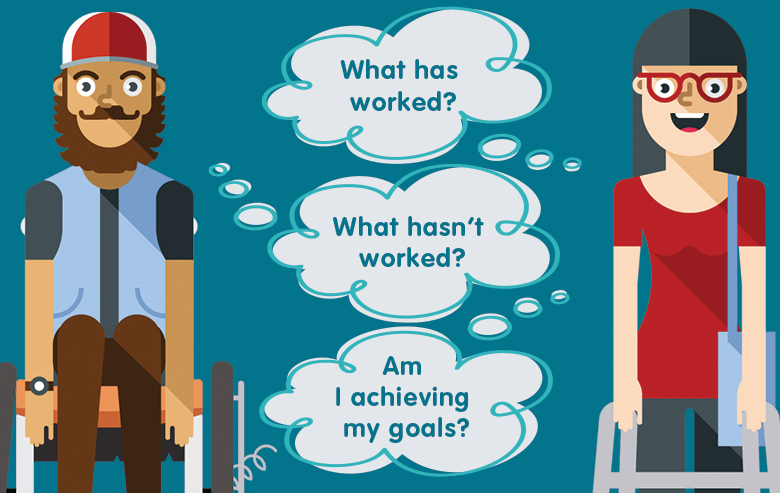 What has
worked?
What hasn't
worked?
Am
I achieving
my goals?